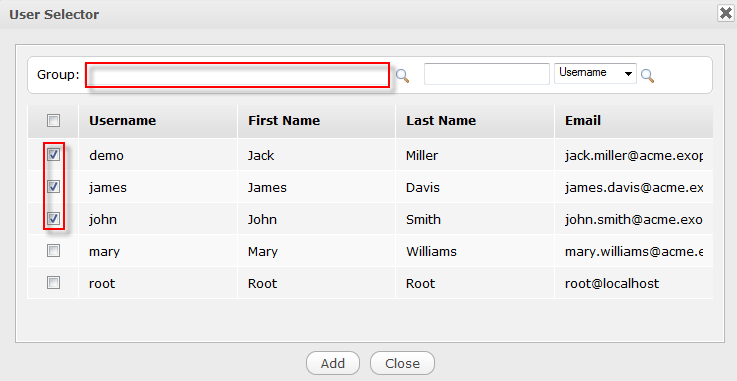 User Selector
Group: Username
Username First Name Last Name Email
demo Jack Miller jack.miller@acme.exop
james James Davis james.davis@acme.ex
john John Smith john.smith@acme.exo
mary Mary Williams mary.williams@acme.e
root Root Root root@localhost
Add Close